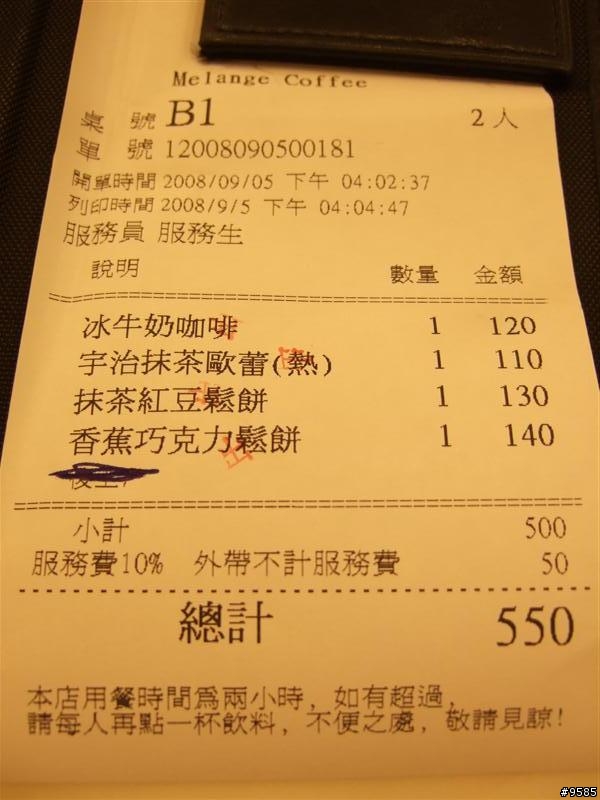 Melange Coffee
桌 號 B1 2人
單 號 12008090500181
開單時間 2008/09/05 下午 04:02:37
列印時間 2008/9/5 下午 04:04:47
服務員 服務生
說明 數量 金額
冰牛奶咖啡 1 120
宇治抹茶歐蕾(熱) 1 110
抹茶紅豆鬆餅 1 130
香蕉巧克力鬆餅 1 140
小計 500
服務費10% 外帶不計服務費 50
總計 550
本店用餐時間為兩小時，如有超過，
請每人再點一杯飲料，不便之處，敬請見諒!
#9585